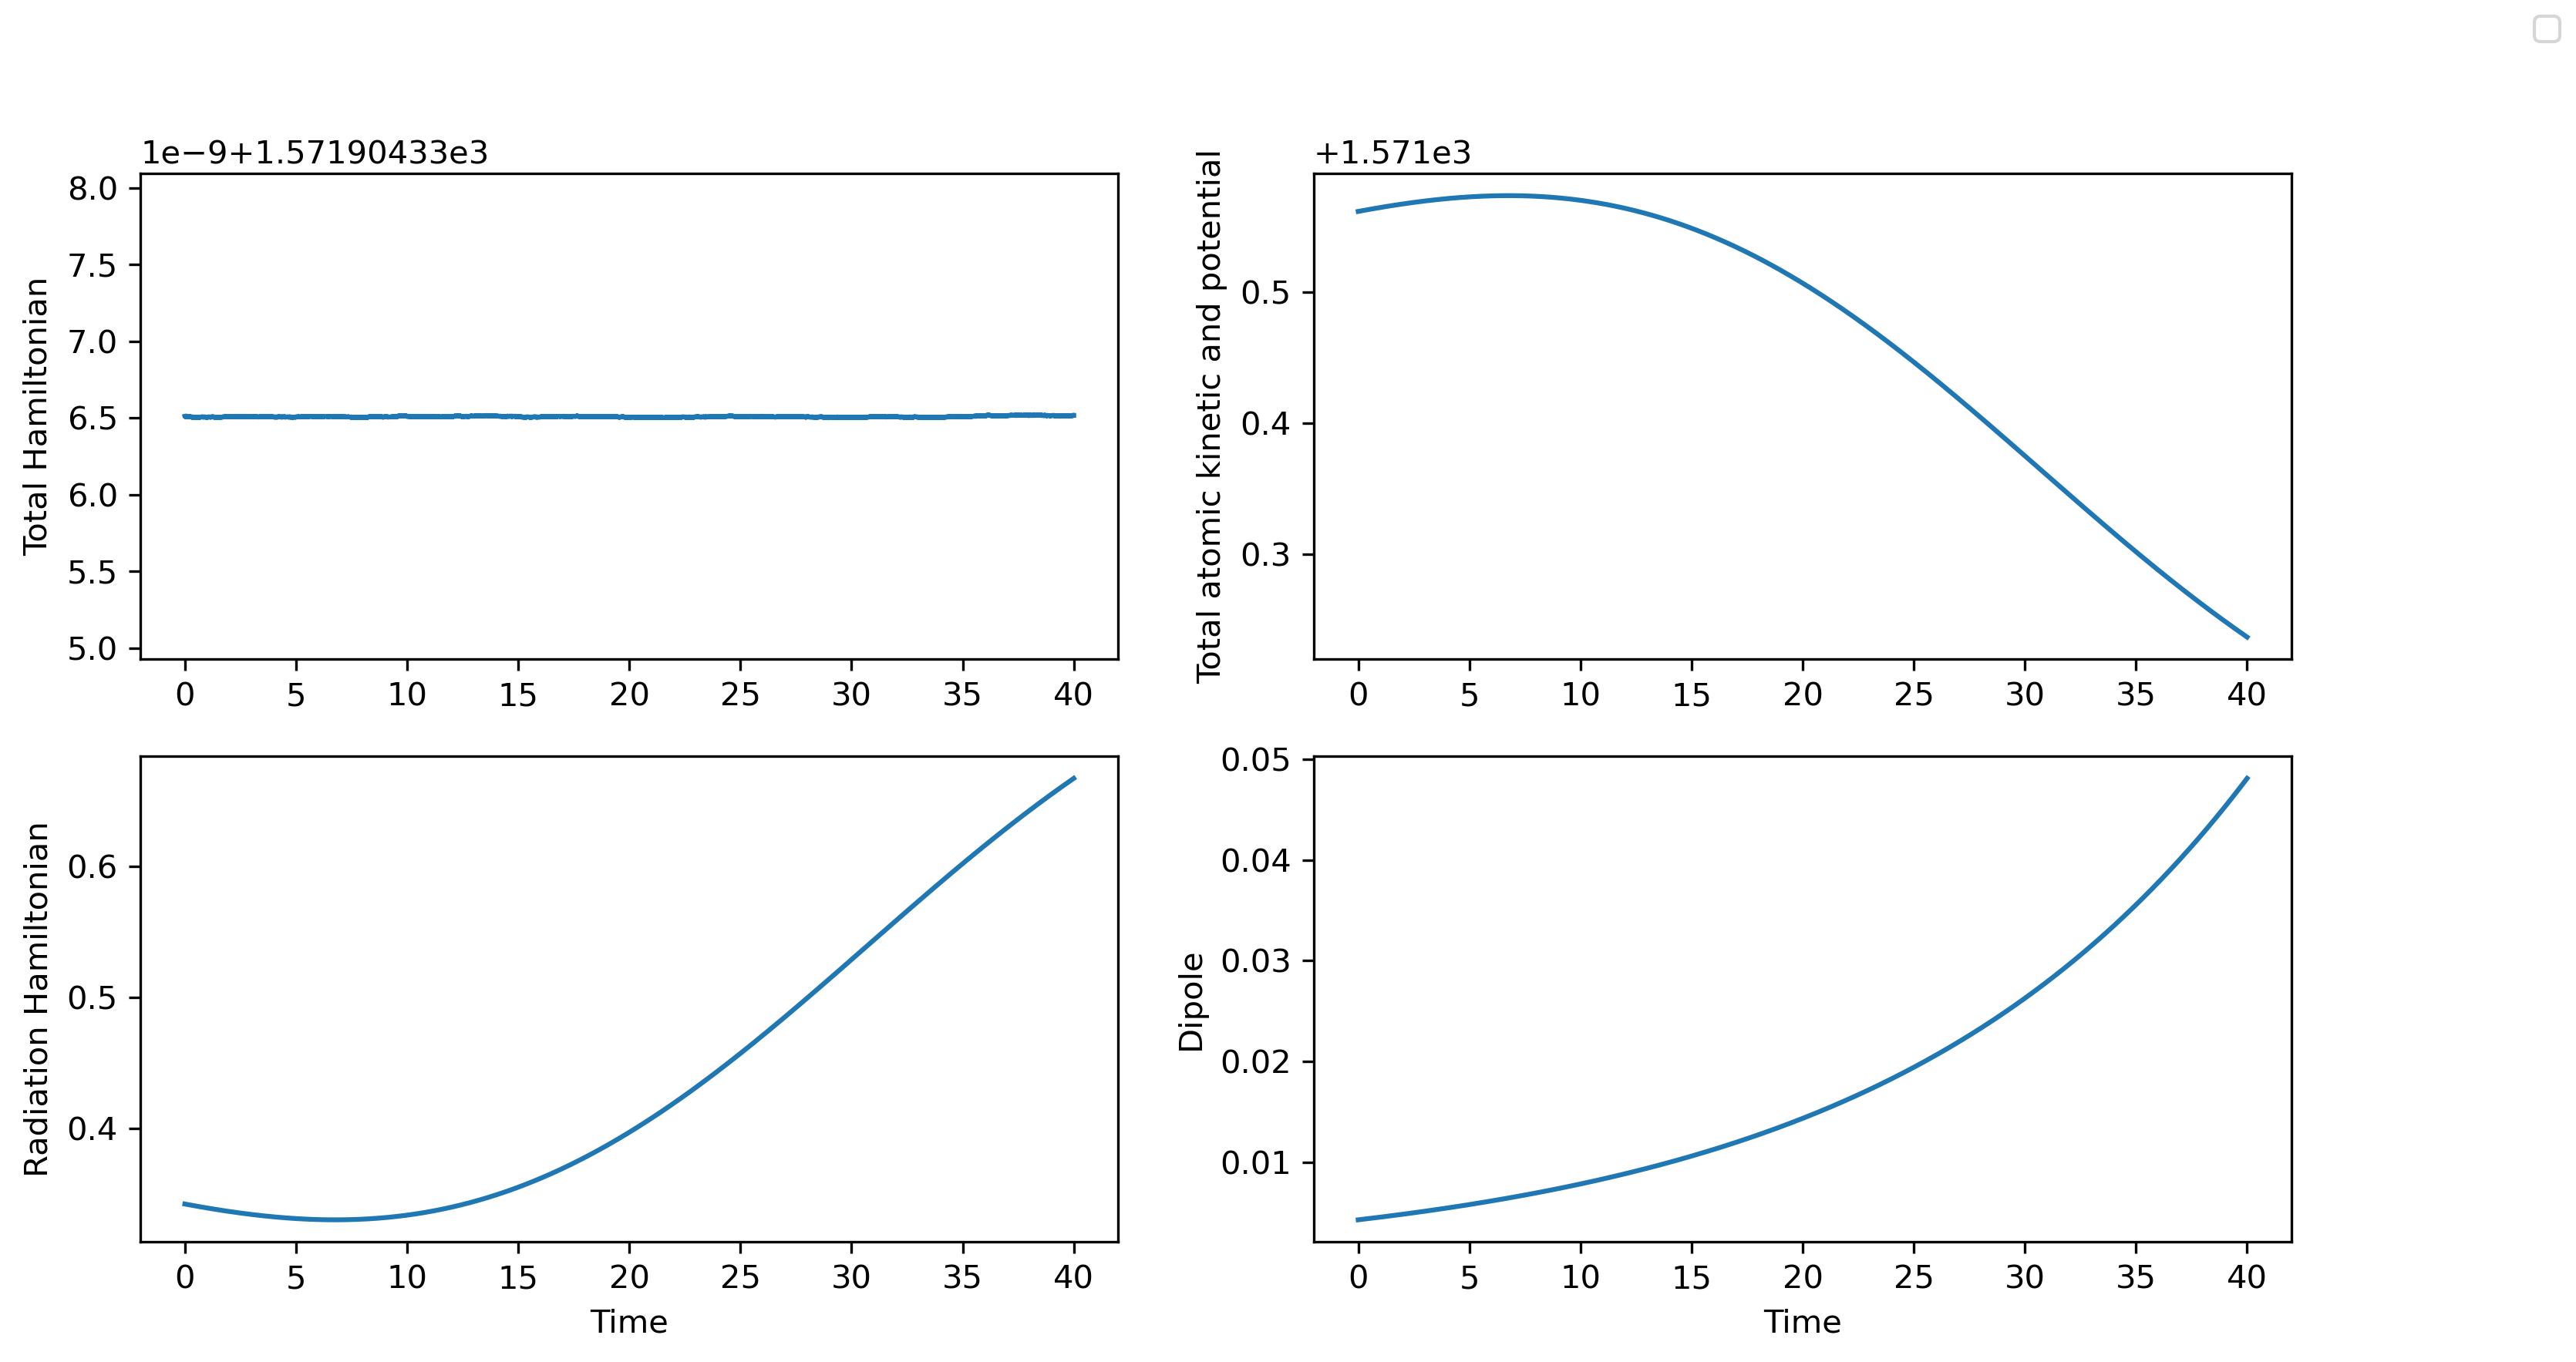 1e−9+1.57190433e3
Total Hamiltonian
8.0
7.5
7.0
6.5
6.0
5.5
5.0
0 5 10 15 20 25 30 35 40
+1.571e3
Total atomic kinetic and potential
0.5
0.4
0.3
0 5 10 15 20 25 30 35 40
Radiation Hamiltonian
0.6
0.5
0.4
0 5 10 15 20 25 30 35 40
Time
Dipole
0.05
0.04
0.03
0.02
0.01
0 5 10 15 20 25 30 35 40
Time